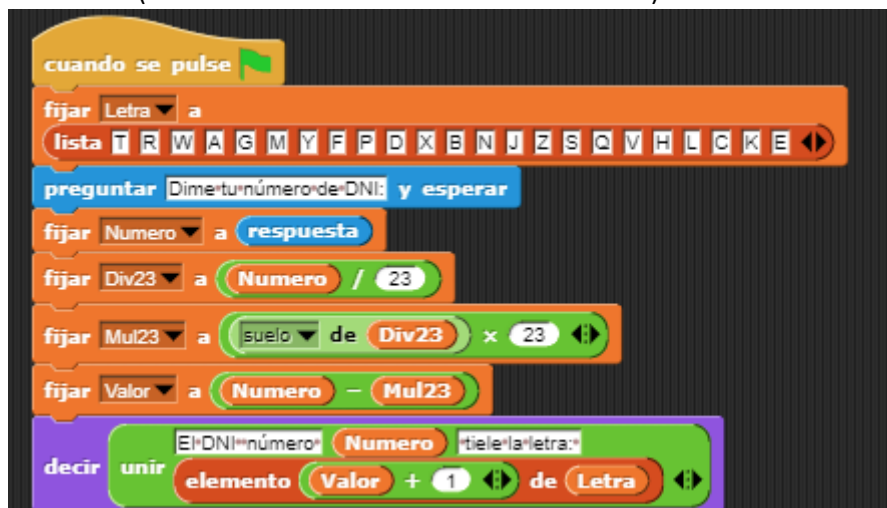 cuando se pulse
fijar Letra a
lista T R W A G M Y F P D X B N J Z S Q V H L C K E
preguntar Dime tu número de DNI: y esperar
fijar Numero a respuesta
fijar Div23 a Numero / 23
fijar Mul23 a suelo de Div23 × 23
fijar Valor a Numero − Mul23
decir unir El DNI número Numero tiele la letra:
elemento Valor + 1 de Letra